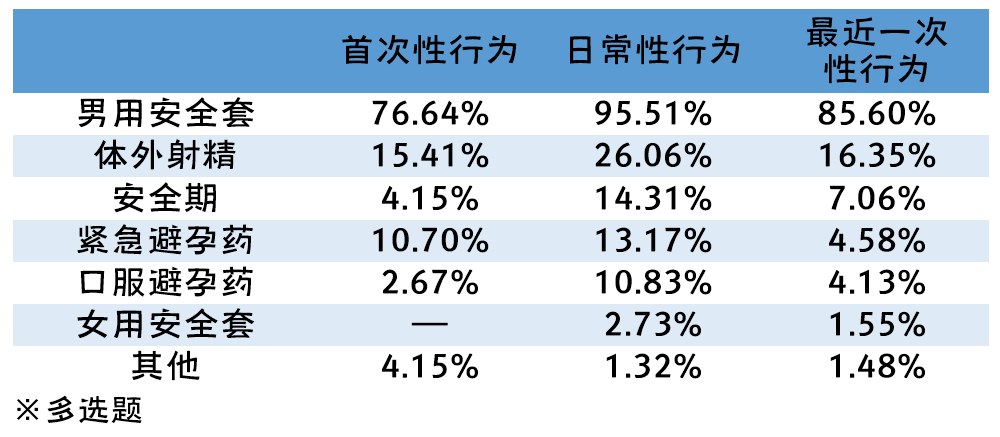 首次性行为 日常性行为 最近一次性行为
男用安全套 76.64% 95.51% 85.60%
体外射精 15.41% 26.06% 16.35%
安全期 4.15% 14.31% 7.06%
紧急避孕药 10.70% 13.17% 4.58%
口服避孕药 2.67% 10.83% 4.13%
女用安全套 — 2.73% 1.55%
其他 4.15% 1.32% 1.48%
※多选题